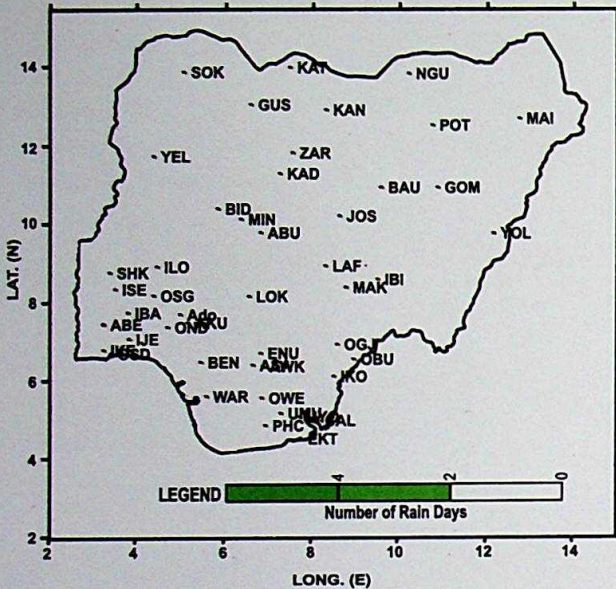 LAT. (N)
14
12
10
8
6
4
2
SOK
KAT
NGU
GUS
KAN
POT
MAI
YEL
ZAR
KAD
BAU
GOM
BID
MIN
JOS
ABU
YOL
SHK
ILO
LAF
IBI
ISE
OSG
LOK
MAK
IBA
Ado
ABE
OND
IJE
IKE
OGJ
BEN
ENU
OBU
AWK
IKO
WAR
OWE
UMU
PHC
EKT
LEGEND
4
2
0
Number of Rain Days
2
4
6
8
10
12
14
LONG. (E)